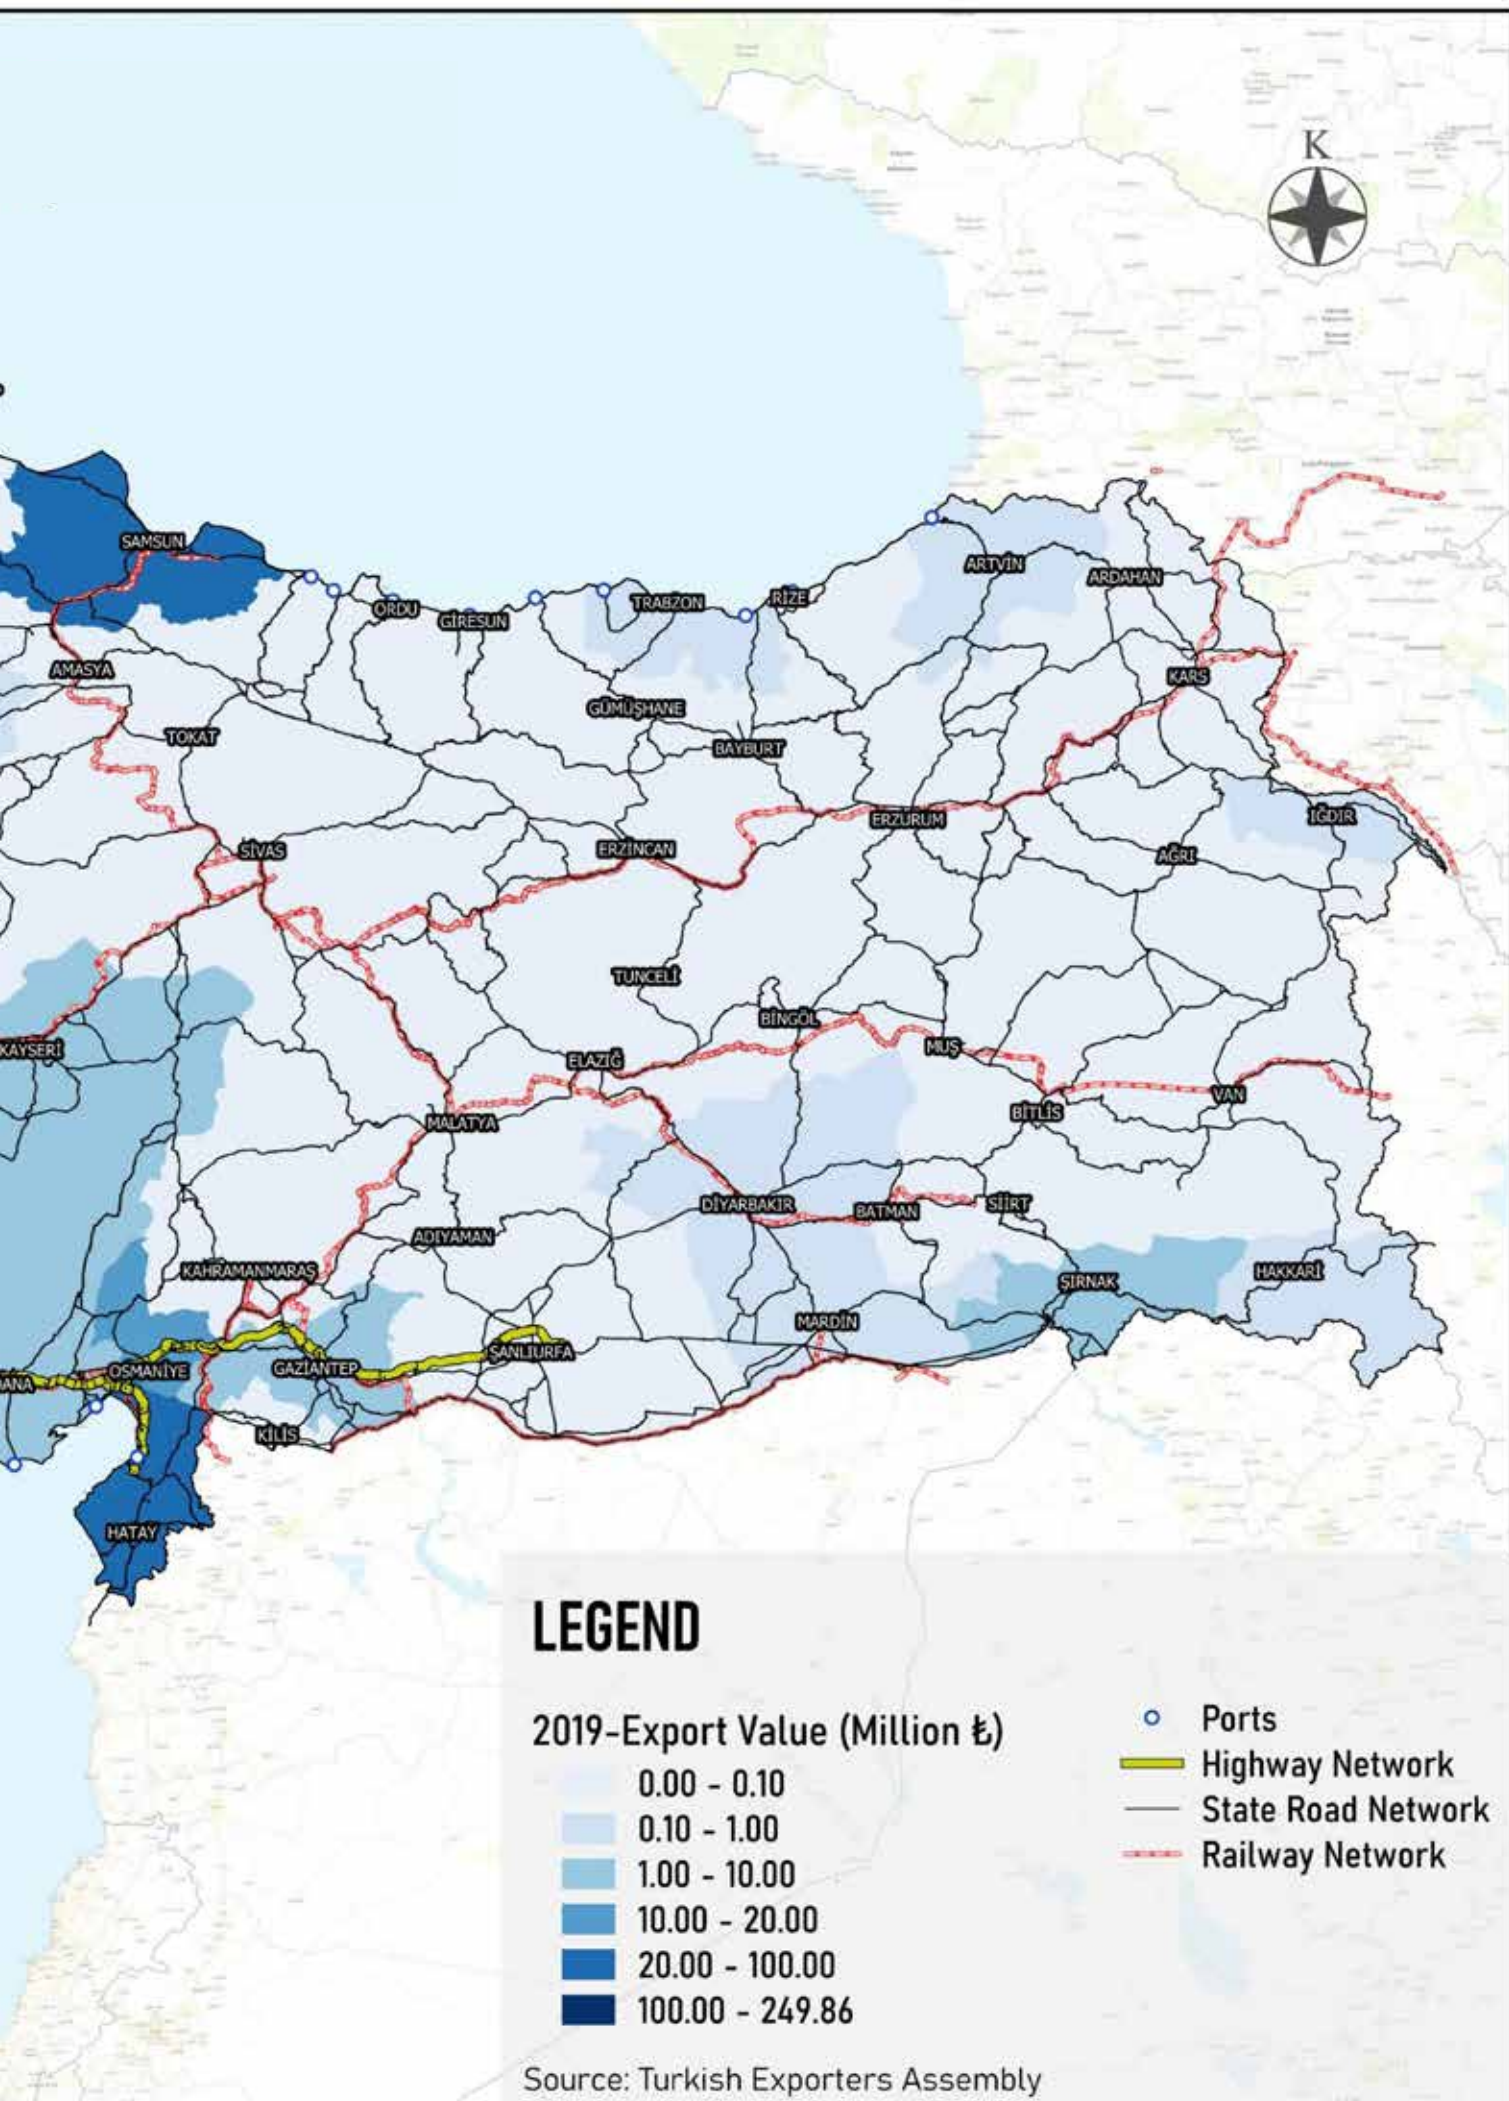 K
SAMSUN
ORDU
GİRESUN
TRABZON
RİZE
ARTVİN
ARDAHAN
AMASYA
KARS
TOKAT
GÜMÜŞHANE
BAYBURT
SİVAS
ERZİNCAN
ERZURUM
IĞDIR
AĞRI
TUNCELİ
BİNGÖL
KAYSERİ
ELAZIĞ
MUŞ
VAN
MALATYA
BİTLİS
DİYARBAKIR
BATMAN
SİİRT
ADIYAMAN
KAHRAMANMARAŞ
ŞIRNAK
HAKKARİ
MARDİN
ANA
OSMANİYE
GAZİANTEP
ŞANLIURFA
KİLİS
HATAY
LEGEND
2019-Export Value (Million ₺)
0.00 - 0.10
0.10 - 1.00
1.00 - 10.00
10.00 - 20.00
20.00 - 100.00
100.00 - 249.86
Ports
Highway Network
State Road Network
Railway Network
Source: Turkish Exporters Assembly